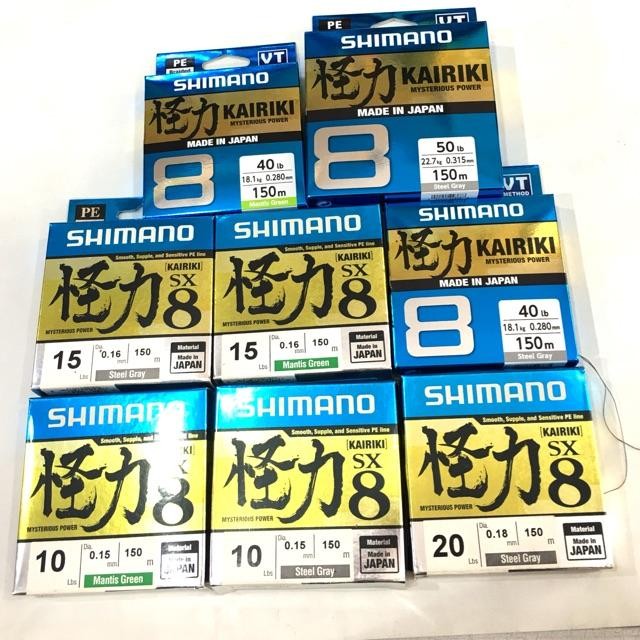 PE
Braided
VT
SHIMANO
怪力 KAIRIKI
MYSTERIOUS POWER
MADE IN JAPAN
8
40 lb
18.1kg 0.280mm
150m
Mantis Green
PE
VT
SHIMANO
怪力 KAIRIKI
MYSTERIOUS POWER
MADE IN JAPAN
8
50 lb
22.7kg 0.315mm
150m
Steel Gray
PE
SHIMANO
Smooth, Supple, and Sensitive PE line
怪力 [KAIRIKI]
SX
8
MYSTERIOUS POWER
15 Lbs
Dia. 0.16 mm
150 m
Steel Gray
Material
Made in
JAPAN
SHIMANO
Smooth, Supple, and Sensitive PE line
怪力 [KAIRIKI]
SX
8
MYSTERIOUS POWER
15 Lbs
Dia. 0.16 mm
150 m
Mantis Green
Material
Made in
JAPAN
VT
METHOD
SHIMANO
怪力 KAIRIKI
MYSTERIOUS POWER
MADE IN JAPAN
8
40 lb
18.1kg 0.280mm
150m
Steel Gray
SHIMANO
Smooth, Supple, and Sensitive PE line
怪力
SX
8
MYSTERIOUS POWER
10 Lbs
Dia. 0.15 mm
150 m
Mantis Green
Material
Made in
JAPAN
SHIMANO
Smooth, Supple, and Sensitive PE line
怪力 [KAIRIKI]
SX
8
MYSTERIOUS POWER
10 Lbs
Dia. 0.15 mm
150 m
Steel Gray
Material
Made in
JAPAN
SHIMANO
Smooth, Supple, and Sensitive PE line
怪力 [KAIRIKI]
SX
8
MYSTERIOUS POWER
20 Lbs
Dia. 0.18 mm
150 m
Steel Gray
Material
Made in
JAPAN